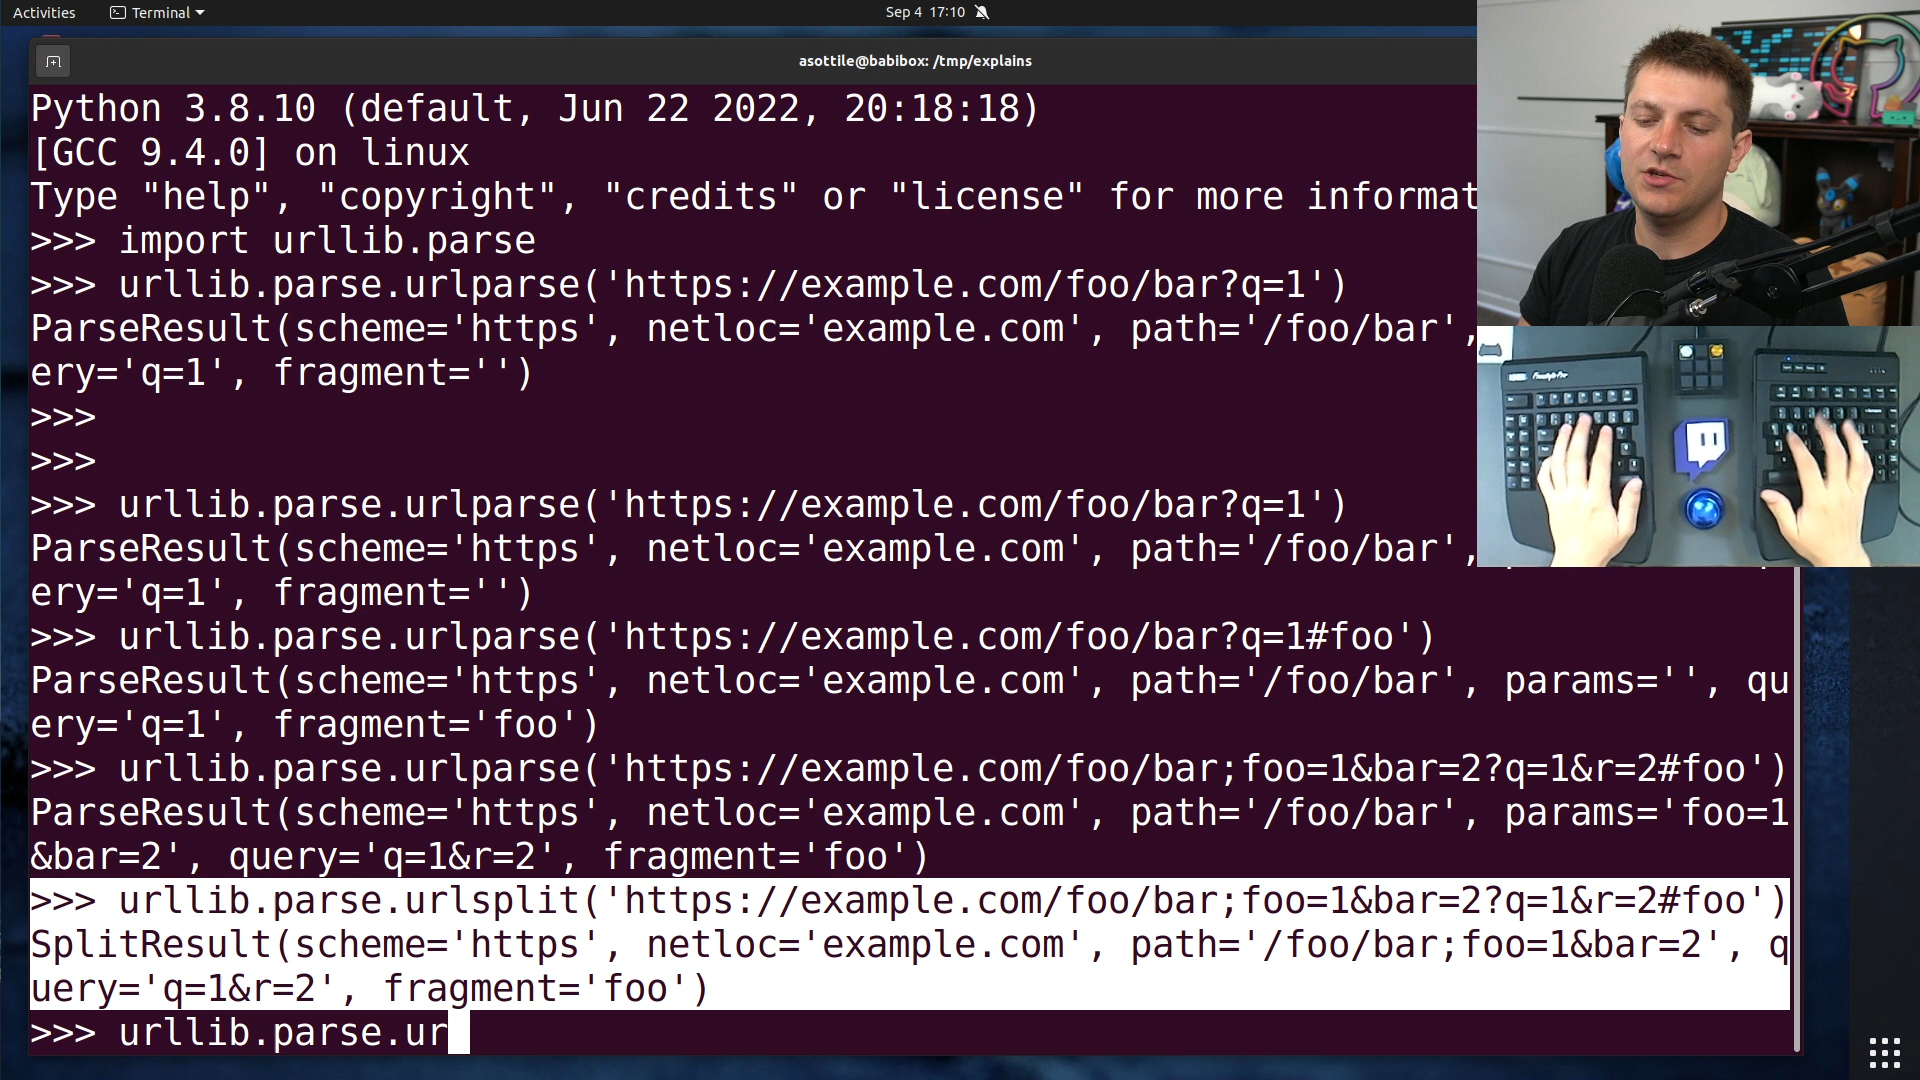 Activities
Terminal
Sep 4 17:10
asottile@babibox: /tmp/explains
Python 3.8.10 (default, Jun 22 2022, 20:18:18)
[GCC 9.4.0] on linux
Type "help", "copyright", "credits" or "license" for more informat
>>> import urllib.parse
>>> urllib.parse.urlparse('https://example.com/foo/bar?q=1')
ParseResult(scheme='https', netloc='example.com', path='/foo/bar',
ery='q=1', fragment='')
>>>
>>>
>>> urllib.parse.urlparse('https://example.com/foo/bar?q=1')
ParseResult(scheme='https', netloc='example.com', path='/foo/bar',
ery='q=1', fragment='')
>>> urllib.parse.urlparse('https://example.com/foo/bar?q=1#foo')
ParseResult(scheme='https', netloc='example.com', path='/foo/bar', params='', qu
ery='q=1', fragment='foo')
>>> urllib.parse.urlparse('https://example.com/foo/bar;foo=1&bar=2?q=1&r=2#foo')
ParseResult(scheme='https', netloc='example.com', path='/foo/bar', params='foo=1
&bar=2', query='q=1&r=2', fragment='foo')
>>> urllib.parse.urlsplit('https://example.com/foo/bar;foo=1&bar=2?q=1&r=2#foo')
SplitResult(scheme='https', netloc='example.com', path='/foo/bar;foo=1&bar=2', q
uery='q=1&r=2', fragment='foo')
>>> urllib.parse.ur